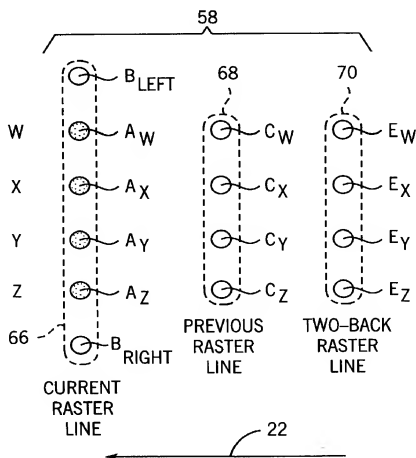 58
68
70
B LEFT
W A W C W E W
X A X C X E X
Y A Y C Y E Y
Z A Z C Z E Z
66
B RIGHT
PREVIOUS RASTER LINE
TWO-BACK RASTER LINE
CURRENT RASTER LINE
22